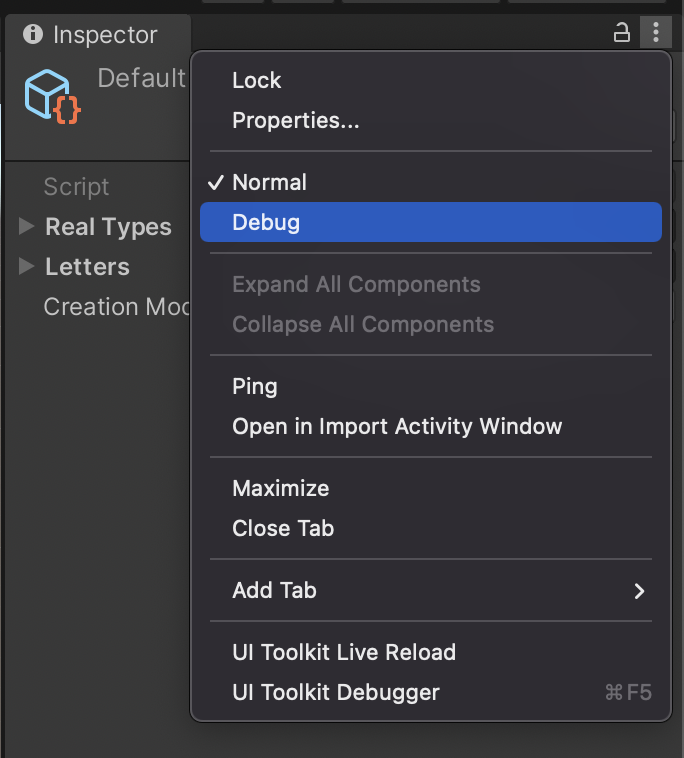 Inspector
Default
Lock
Properties...
Script
Normal
Real Types
Debug
Letters
Expand All Components
Creation Moc
Collapse All Components
Ping
Open in Import Activity Window
Maximize
Close Tab
Add Tab
UI Toolkit Live Reload
UI Toolkit Debugger ⌘F5